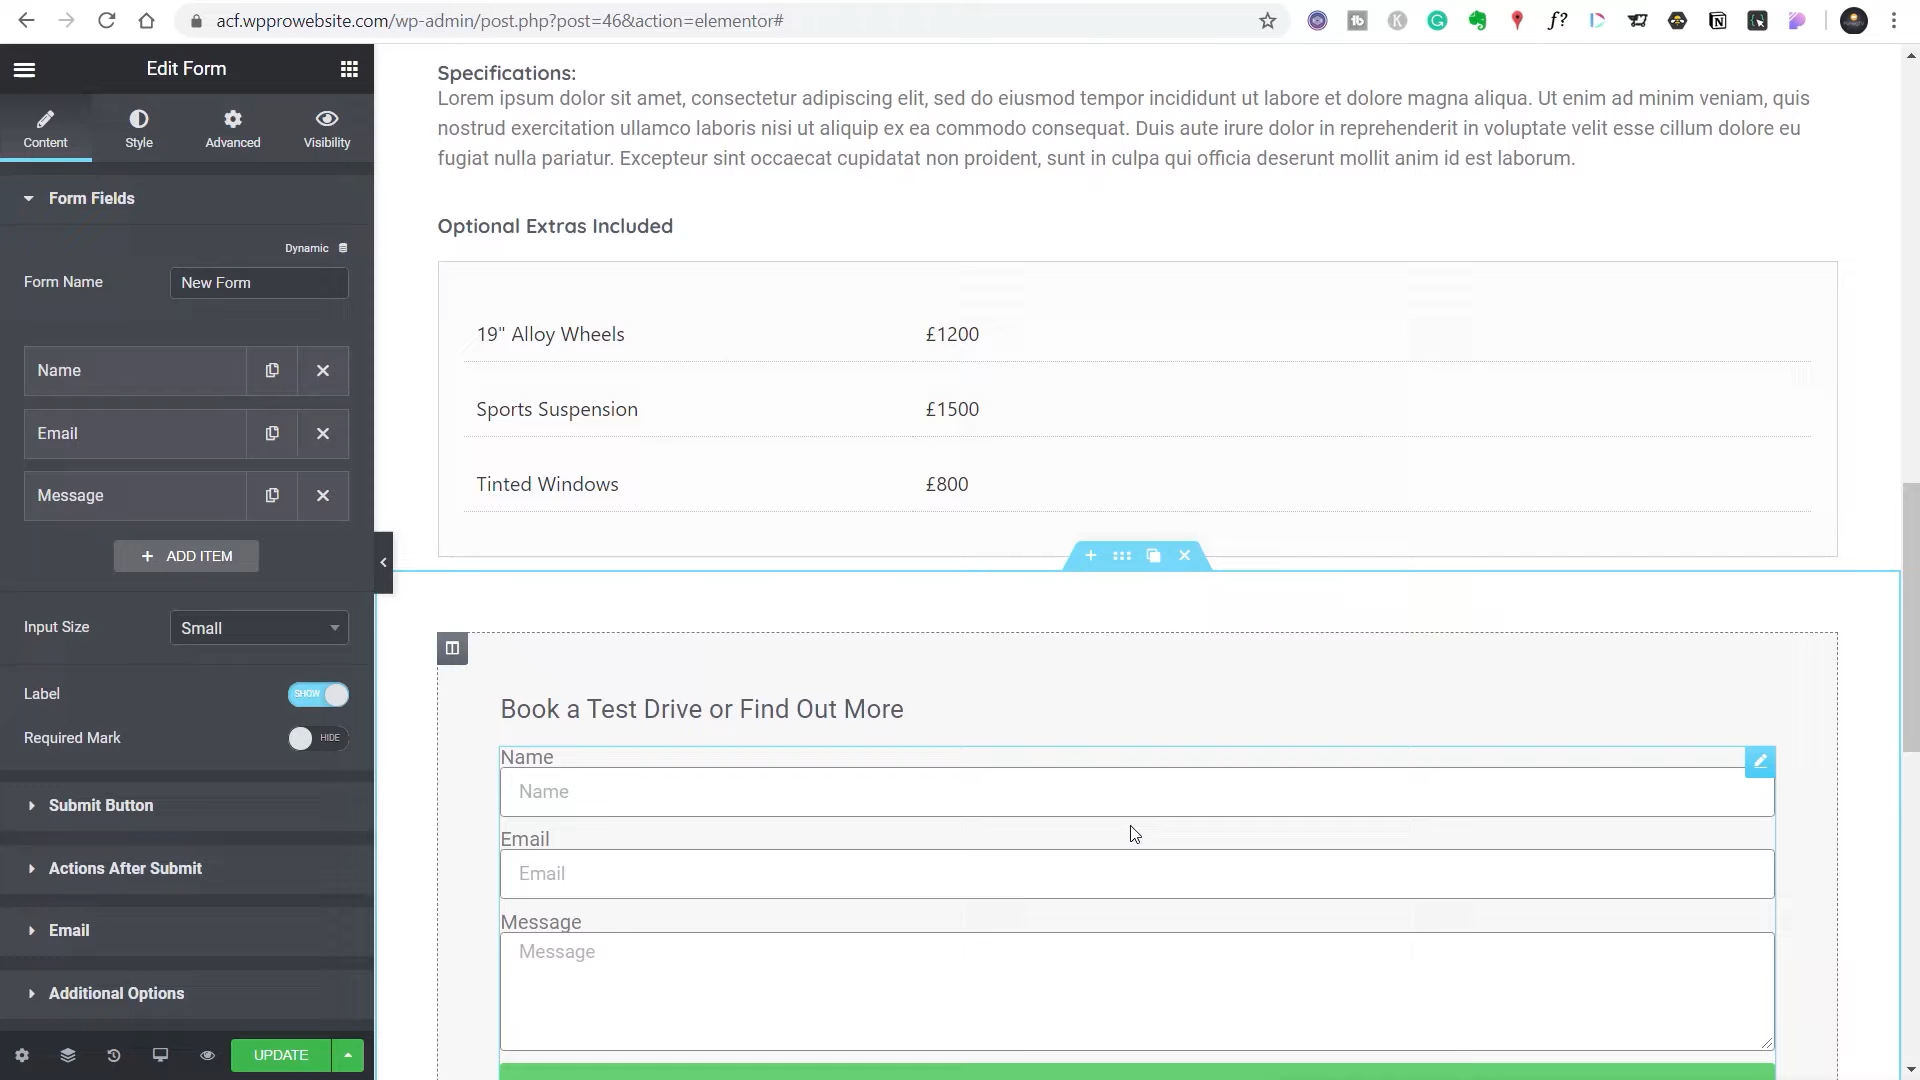 acf.wpprowebsite.com/wp-admin/post.php?post=46&action=elementor#
Edit Form
Content
Style
Advanced
Visibility
Form Fields
Dynamic
Form Name
New Form
Name
Email
Message
+ ADD ITEM
Input Size
Small
Label
SHOW
Required Mark
HIDE
Submit Button
Actions After Submit
Email
Additional Options
UPDATE
Specifications:
Lorem ipsum dolor sit amet, consectetur adipiscing elit, sed do eiusmod tempor incididunt ut labore et dolore magna aliqua. Ut enim ad minim veniam, quis
nostrud exercitation ullamco laboris nisi ut aliquip ex ea commodo consequat. Duis aute irure dolor in reprehenderit in voluptate velit esse cillum dolore eu
fugiat nulla pariatur. Excepteur sint occaecat cupidatat non proident, sunt in culpa qui officia deserunt mollit anim id est laborum.
Optional Extras Included
19" Alloy Wheels £1200
Sports Suspension £1500
Tinted Windows £800
Book a Test Drive or Find Out More
Name
Name
Email
Email
Message
Message